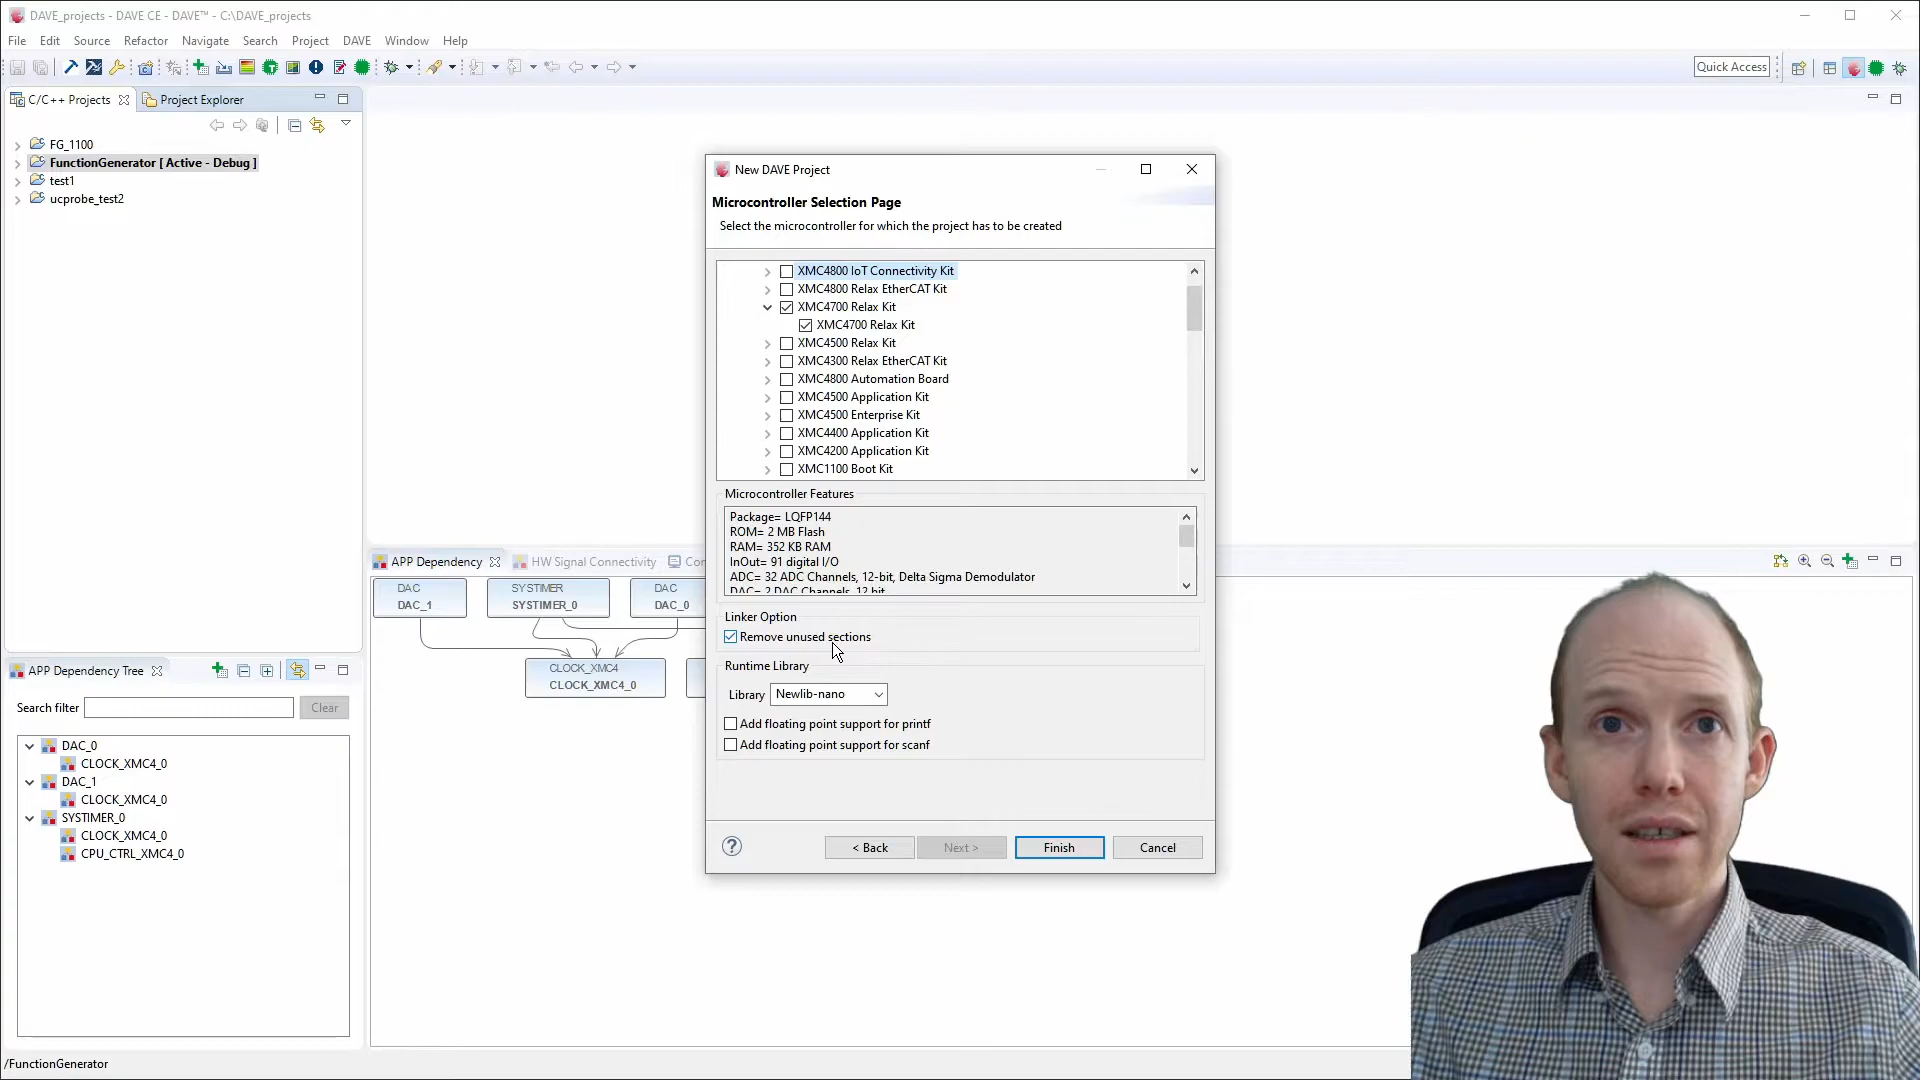 DAVE_projects - DAVE CE - DAVE™ - C:\DAVE_projects
File Edit Source Refactor Navigate Search Project DAVE Window Help
Quick Access
C/C++ Projects
Project Explorer
FG_1100
FunctionGenerator [ Active - Debug ]
test1
ucprobe_test2
New DAVE Project
Microcontroller Selection Page
Select the microcontroller for which the project has to be created
XMC4800 IoT Connectivity Kit
XMC4800 Relax EtherCAT Kit
XMC4700 Relax Kit
XMC4700 Relax Kit
XMC4500 Relax Kit
XMC4300 Relax EtherCAT Kit
XMC4800 Automation Board
XMC4500 Application Kit
XMC4500 Enterprise Kit
XMC4400 Application Kit
XMC4200 Application Kit
XMC1100 Boot Kit
Microcontroller Features
Package= LQFP144
ROM= 2 MB Flash
RAM= 352 KB RAM
InOut= 91 digital I/O
ADC= 32 ADC Channels, 12-bit, Delta Sigma Demodulator
DAC= 2 DAC Channels, 12 bit
Linker Option
Remove unused sections
Runtime Library
Library Newlib-nano
Add floating point support for printf
Add floating point support for scanf
< Back Next > Finish Cancel
APP Dependency
HW Signal Connectivity
DAC
DAC_1
SYSTIMER
SYSTIMER_0
DAC
DAC_0
CLOCK_XMC4
CLOCK_XMC4_0
APP Dependency Tree
Search filter
Clear
DAC_0
CLOCK_XMC4_0
DAC_1
CLOCK_XMC4_0
SYSTIMER_0
CLOCK_XMC4_0
CPU_CTRL_XMC4_0
/FunctionGenerator